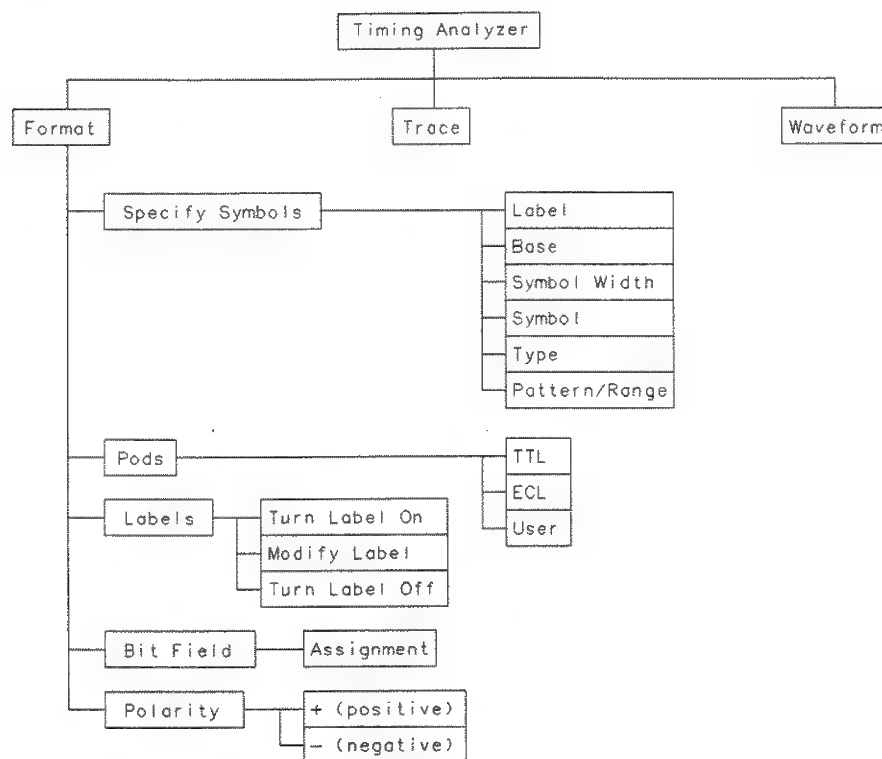 Timing Analyzer
Format
Trace
Waveform
Specify Symbols
Label
Base
Symbol Width
Symbol
Type
Pattern/Range
Pods
TTL
ECL
User
Labels
Turn Label On
Modify Label
Turn Label Off
Bit Field
Assignment
Polarity
+ (positive)
- (negative)